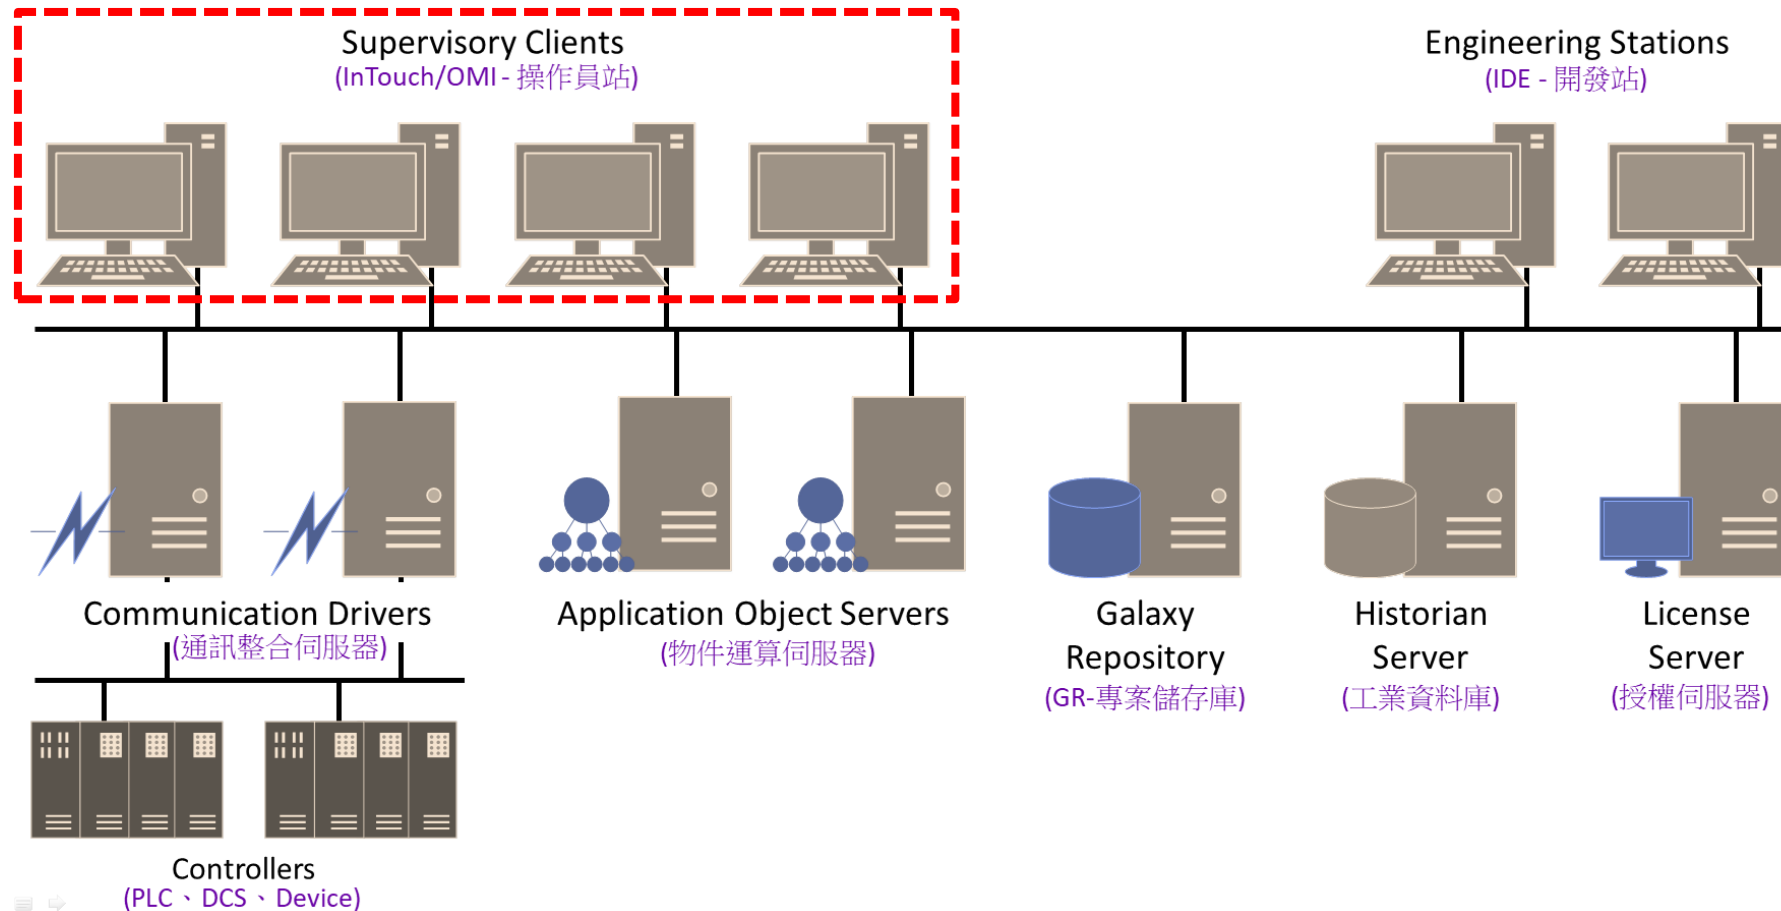 Supervisory Clients
(InTouch/OMI - 操作員站)
Engineering Stations
(IDE - 開發站)
Communication Drivers
(通訊整合伺服器)
Application Object Servers
(物件運算伺服器)
Galaxy
Repository
(GR-專案儲存庫)
Historian
Server
(工業資料庫)
License
Server
(授權伺服器)
Controllers
(PLC、DCS、Device)